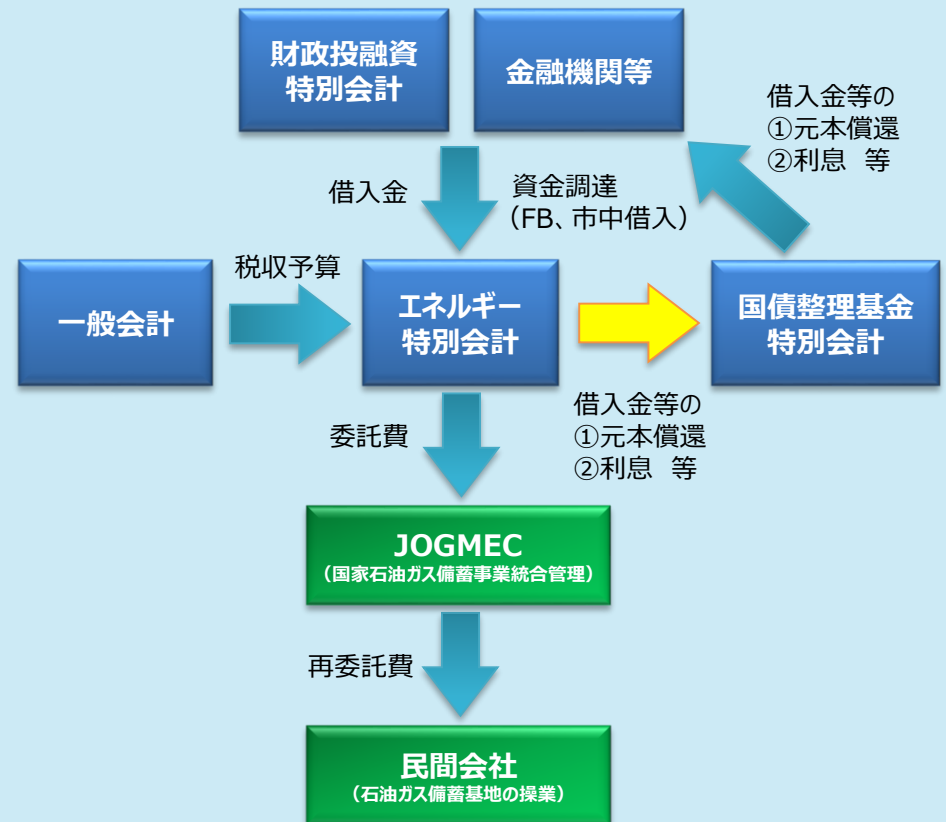 財政投融資
特別会計
金融機関等
借入金等の
①元本償還
②利息　等
借入金
資金調達
（FB、市中借入）
税収予算
一般会計
エネルギー
特別会計
国債整理基金
特別会計
委託費
借入金等の
①元本償還
②利息　等
JOGMEC
（国家石油ガス備蓄事業統合管理）
再委託費
民間会社
（石油ガス備蓄基地の操業）